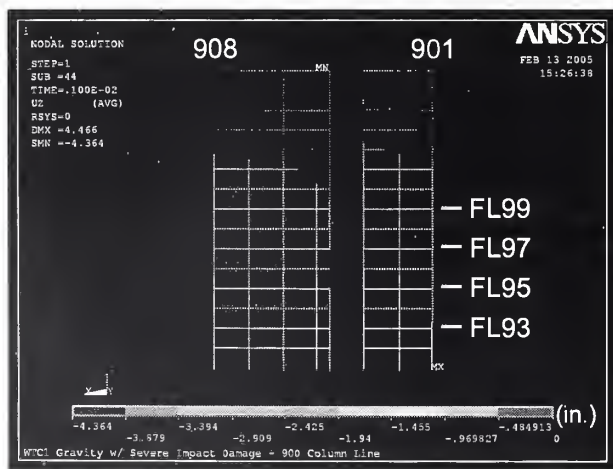 ANSYS
NODAL SOLUTION
STEP=1
SUB =44
TIME=.100E-02
UZ (AVG)
RSYS=0
DMX=4.466
SMN=-4.364
908
901
FEB 13 2005
15:26:38
MN
FL99
FL97
FL95
FL93
MX
X Y
(in.)
-4.364 -3.394 -2.425 -1.455 -.484913
-3.879 -2.909 -1.94 -.969827 0
WTC1 Gravity w/ Severe Impact Damage - 900 Column Line